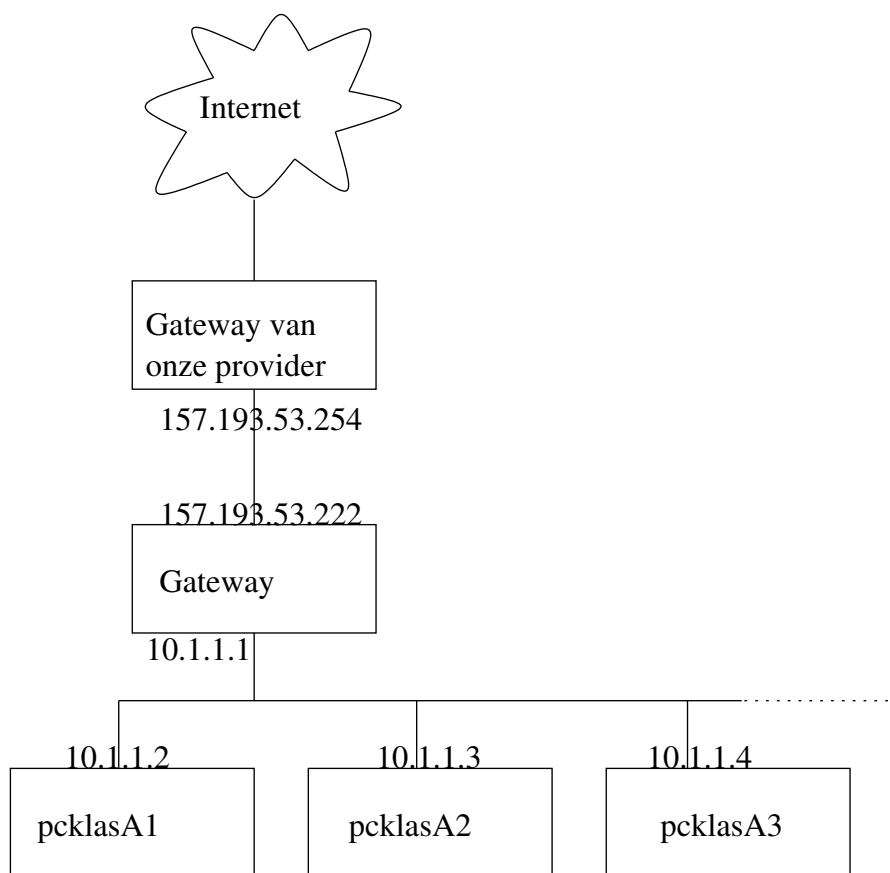 Internet
Gateway van
onze provider
157.193.53.254
157.193.53.222
Gateway
10.1.1.1
10.1.1.2
10.1.1.3
10.1.1.4
pcklasA1
pcklasA2
pcklasA3